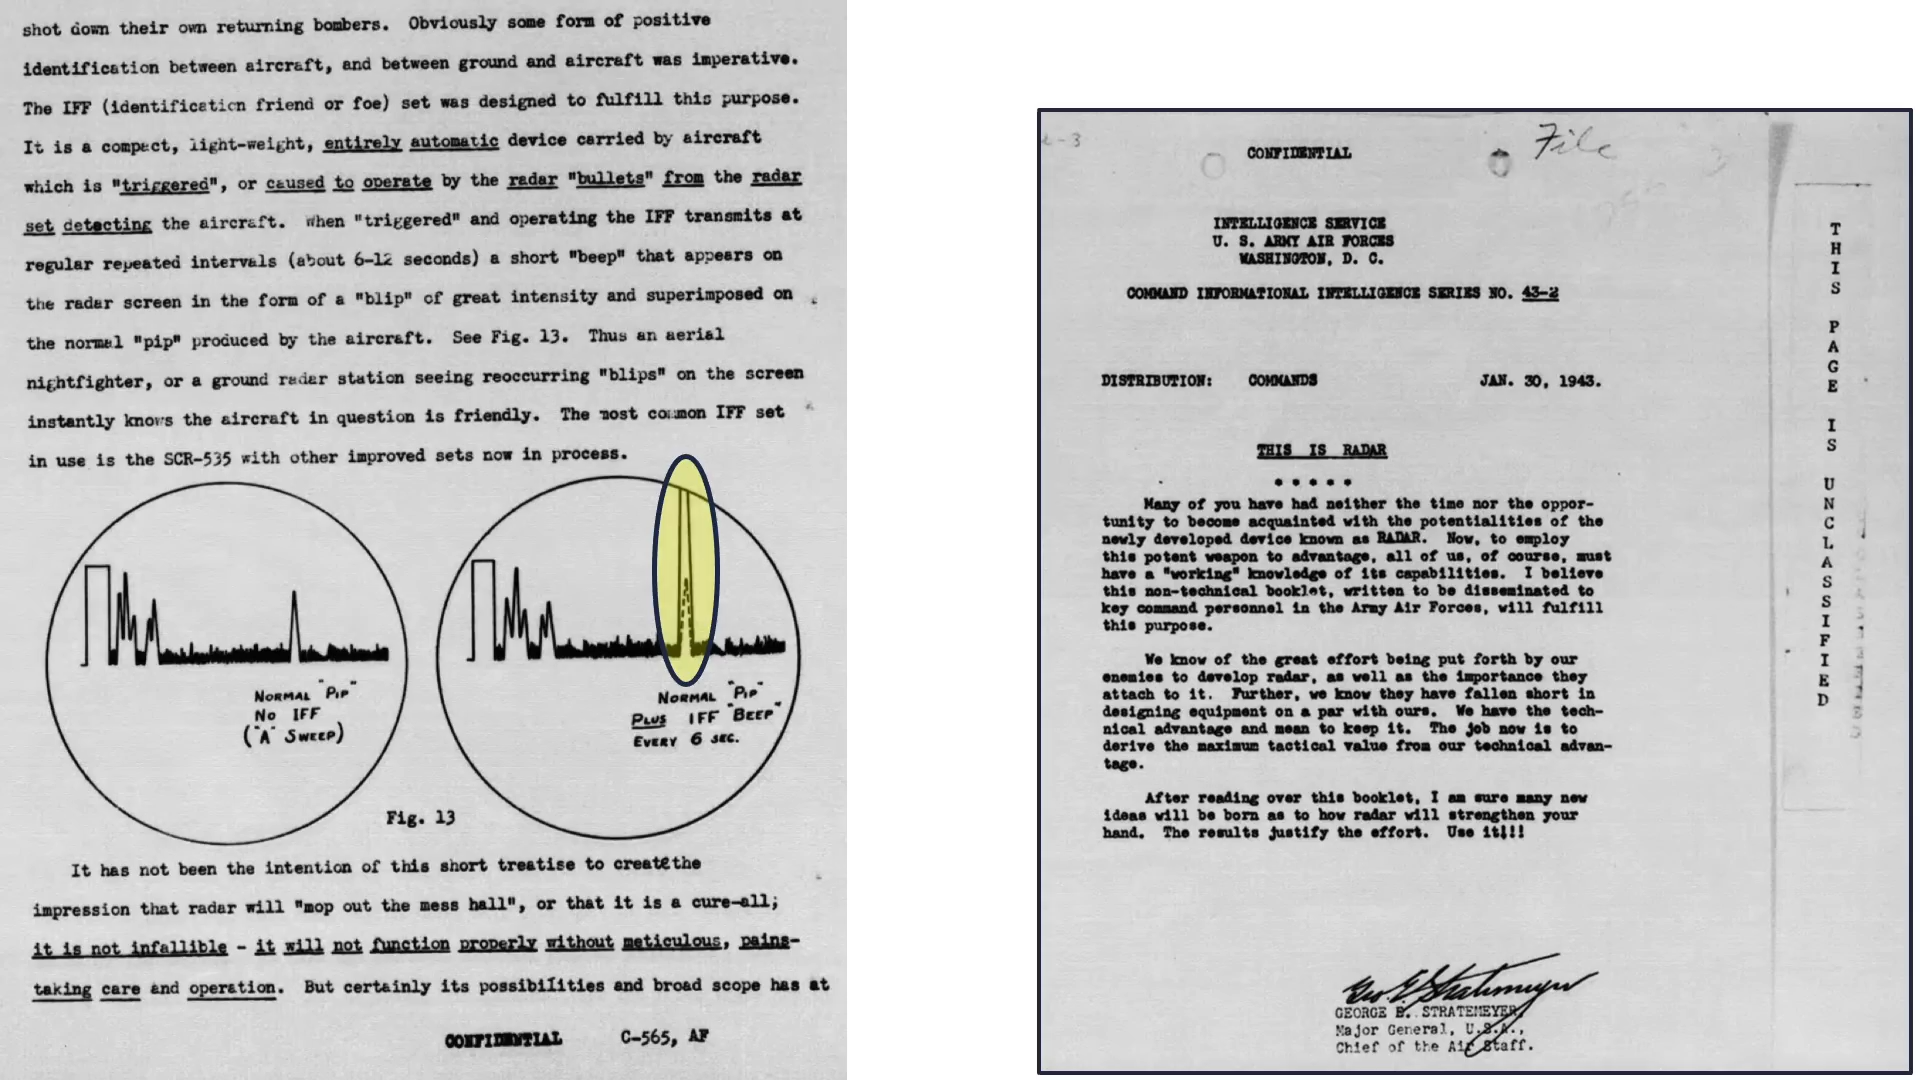 shot down their own returning bombers. Obviously some form of positive
identification between aircraft, and between ground and aircraft was imperative.
The IFF (identification friend or foe) set was designed to fulfill this purpose.
It is a compact, light-weight, entirely automatic device carried by aircraft
which is "triggered", or caused to operate by the radar "bullets" from the radar
set detecting the aircraft. When "triggered" and operating the IFF transmits at
regular repeated intervals (about 6-12 seconds) a short "beep" that appears on
the radar screen in the form of a "blip" of great intensity and superimposed on
the normal "pip" produced by the aircraft. See Fig. 13. Thus an aerial
nightfighter, or a ground radar station seeing reoccurring "blips" on the screen
instantly knows the aircraft in question is friendly. The most common IFF set
in use is the SCR-535 with other improved sets now in process.
NORMAL "PIP"
NO IFF
("A" SWEEP)
NORMAL "PIP"
PLUS IFF "BEEP"
EVERY 6 SEC.
Fig. 13
It has not been the intention of this short treatise to create the
impression that radar will "mop out the mess hall", or that it is a cure-all;
it is not infallible - it will not function properly without meticulous, pains-
taking care and operation. But certainly its possibilities and broad scope has at
CONFIDENTIAL C-565, AF
-3
CONFIDENTIAL
File
INTELLIGENCE SERVICE
U. S. ARMY AIR FORCES
WASHINGTON, D. C.
COMMAND INFORMATIONAL INTELLIGENCE SERIES NO. 43-2
DISTRIBUTION: COMMANDS JAN. 30, 1943.
THIS IS RADAR
* * * * *
Many of you have had neither the time nor the oppor-
tunity to become acquainted with the potentialities of the
newly developed device known as RADAR. Now, to employ
this potent weapon to advantage, all of us, of course, must
have a "working" knowledge of its capabilities. I believe
this non-technical booklet, written to be disseminated to
key command personnel in the Army Air Forces, will fulfill
this purpose.
We know of the great effort being put forth by our
enemies to develop radar, as well as the importance they
attach to it. Further, we know they have fallen short in
designing equipment on a par with ours. We have the tech-
nical advantage and mean to keep it. The job now is to
derive the maximum tactical value from our technical advan-
tage.
After reading over this booklet, I am sure many new
ideas will be born as to how radar will strengthen your
hand. The results justify the effort. Use it!!!
Geo. E. Stratemeyer
GEORGE E. STRATEMEYER,
Major General, U.S.A.,
Chief of the Air Staff.
THIS PAGE IS UNCLASSIFIED